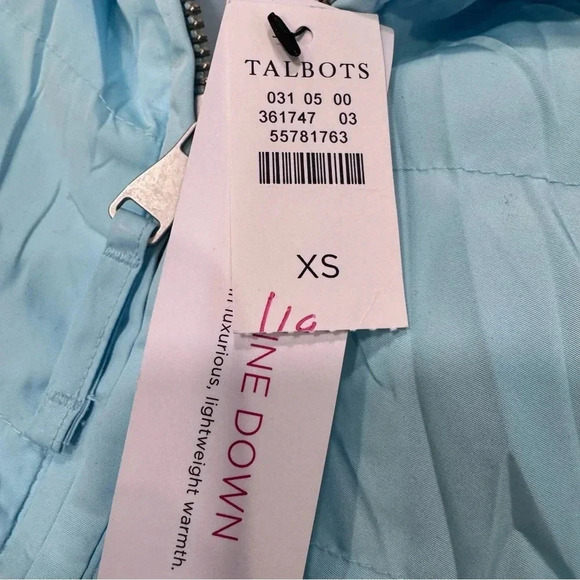 TALBOTS
031 05 00
361747 03
55781763
XS
INE DOWN
luxurious, lightweight warmth.